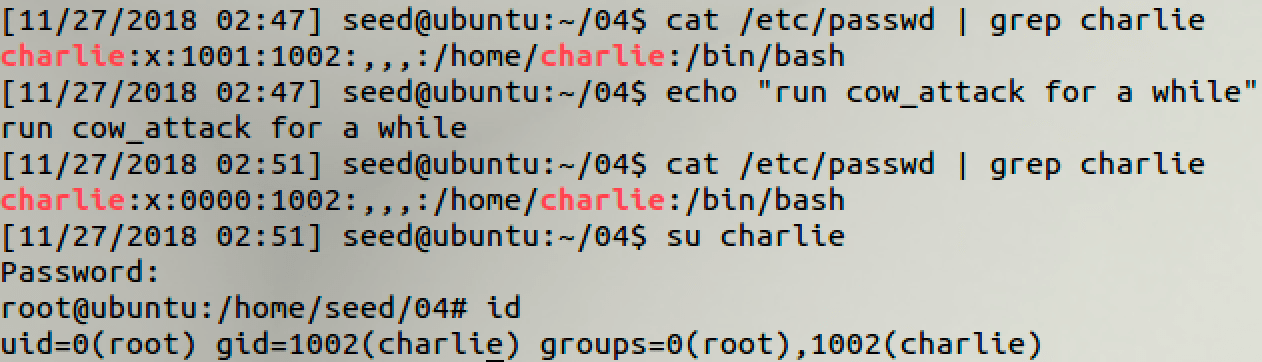 [11/27/2018 02:47] seed@ubuntu:~/04$ cat /etc/passwd | grep charlie
charlie:x:1001:1002:,,,:/home/charlie:/bin/bash
[11/27/2018 02:47] seed@ubuntu:~/04$ echo "run cow_attack for a while"
run cow_attack for a while
[11/27/2018 02:51] seed@ubuntu:~/04$ cat /etc/passwd | grep charlie
charlie:x:0000:1002:,,,:/home/charlie:/bin/bash
[11/27/2018 02:51] seed@ubuntu:~/04$ su charlie
Password:
root@ubuntu:/home/seed/04# id
uid=0(root) gid=1002(charlie) groups=0(root),1002(charlie)